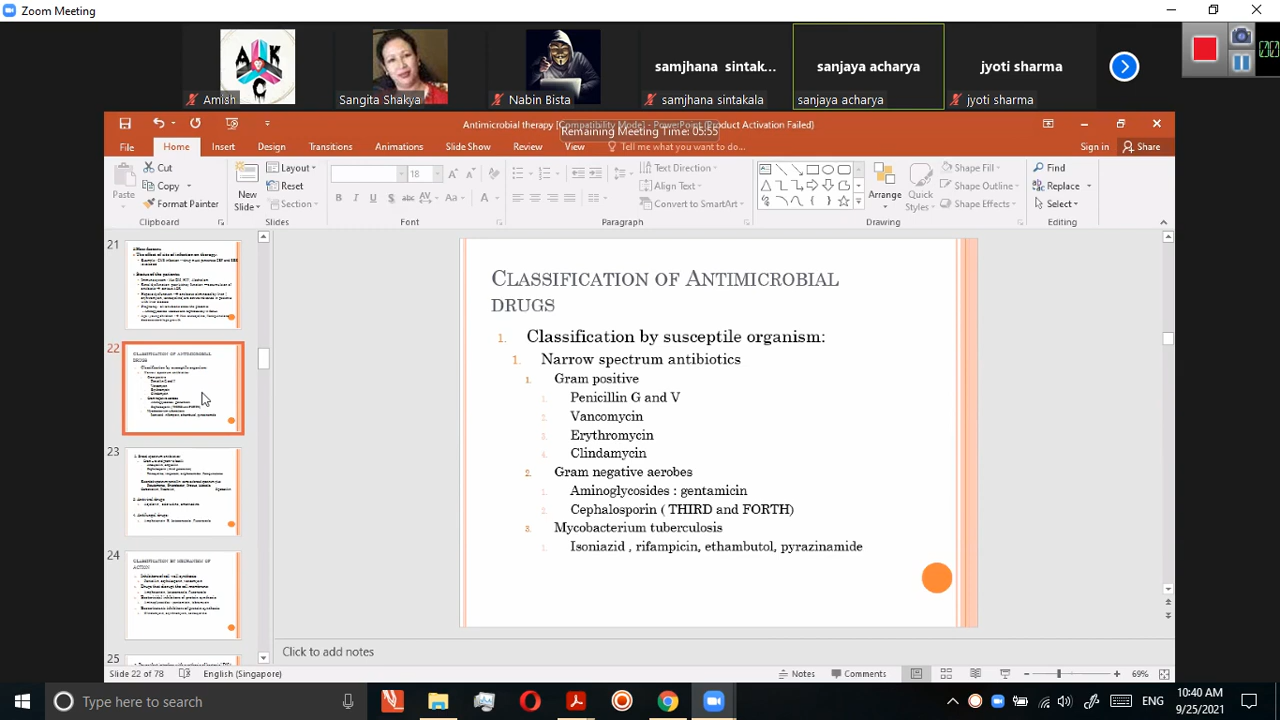 Zoom Meeting
A K
C
samjhana sintak...
sanjaya acharya
jyoti sharma
Amish
Sangita Shakya
Nabin Bista
samjhana sintakala
sanjaya acharya
jyoti sharma
Antimicrobial therapy [Compatibility Mode] - PowerPoint (Product Activation Failed)
Remaining Meeting Time: 05:55
File
Home
Insert
Design
Transitions
Animations
Slide Show
Review
View
Tell me what you want to do...
Sign in
Share
Paste
Cut
Copy
Format Painter
Clipboard
New Slide
Layout
Reset
Section
Slides
18
Font
Text Direction
Align Text
Convert to SmartArt
Paragraph
Arrange
Quick Styles
Shape Fill
Shape Outline
Shape Effects
Drawing
Find
Replace
Select
Editing
21
22
23
24
25
CLASSIFICATION OF ANTIMICROBIAL
DRUGS
1. Classification by susceptile organism:
1. Narrow spectrum antibiotics
1. Gram positive
1. Penicillin G and V
2. Vancomycin
3. Erythromycin
4. Clindamycin
2. Gram negative aerobes
1. Aminoglycosides : gentamicin
2. Cephalosporin ( THIRD and FORTH)
3. Mycobacterium tuberculosis
1. Isoniazid , rifampicin, ethambutol, pyrazinamide
Click to add notes
Slide 22 of 78
English (Singapore)
Notes
Comments
69%
Type here to search
ENG
10:40 AM
9/25/2021